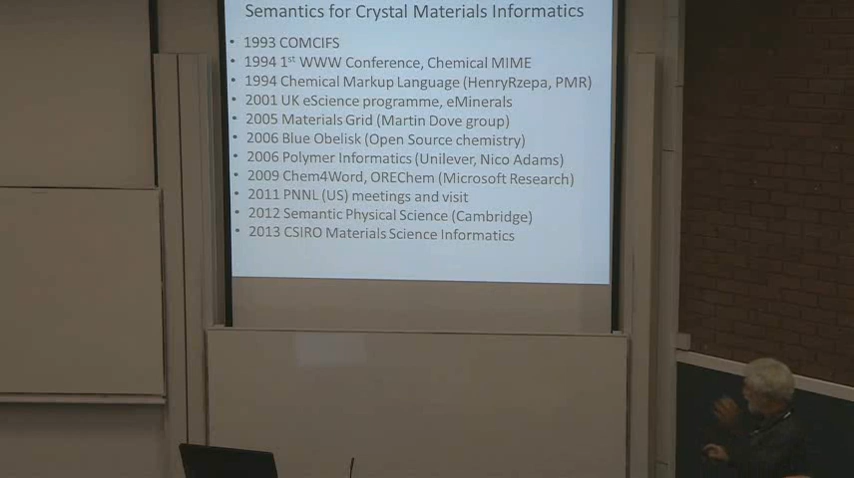 Semantics for Crystal Materials Informatics
• 1993 COMCIFS
• 1994 1st WWW Conference, Chemical MIME
• 1994 Chemical Markup Language (HenryRzepa, PMR)
• 2001 UK eScience programme, eMinerals
• 2005 Materials Grid (Martin Dove group)
• 2006 Blue Obelisk (Open Source chemistry)
• 2006 Polymer Informatics (Unilever, Nico Adams)
• 2009 Chem4Word, OREChem (Microsoft Research)
• 2011 PNNL (US) meetings and visit
• 2012 Semantic Physical Science (Cambridge)
• 2013 CSIRO Materials Science Informatics